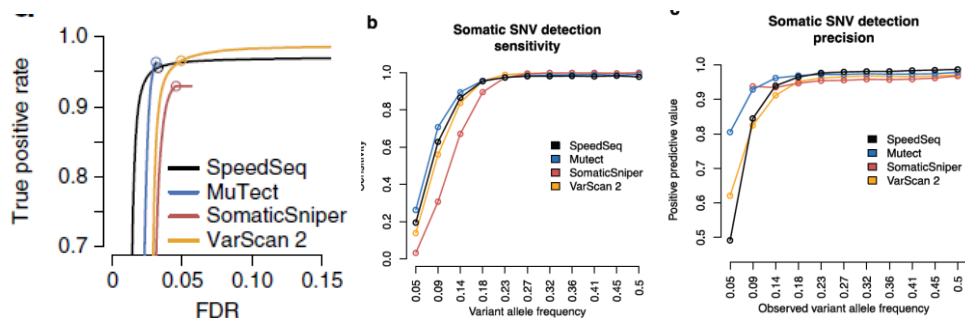 b
Somatic SNV detection
sensitivity
c
Somatic SNV detection
precision
True positive rate
1.0
0.9
0.8
0.7
0
0.05
0.10
0.15
FDR
SpeedSeq
MuTect
SomaticSniper
VarScan 2
1.0
0.8
0.6
0.4
0.2
0.0
SpeedSeq
Mutect
SomaticSniper
VarScan 2
0.05
0.09
0.14
0.18
0.23
0.27
0.32
0.36
0.41
0.45
0.5
Variant allele frequency
Positive predictive value
1.0
0.9
0.8
0.7
0.6
0.5
SpeedSeq
Mutect
SomaticSniper
VarScan 2
0.05
0.09
0.14
0.18
0.23
0.27
0.32
0.36
0.41
0.45
0.5
Observed variant allele frequency